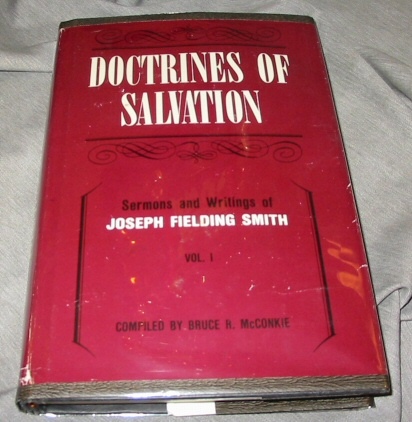 DOCTRINES OF
SALVATION
Sermons and Writings of
JOSEPH FIELDING SMITH
VOL. I
COMPILED BY BRUCE R. McCONKIE